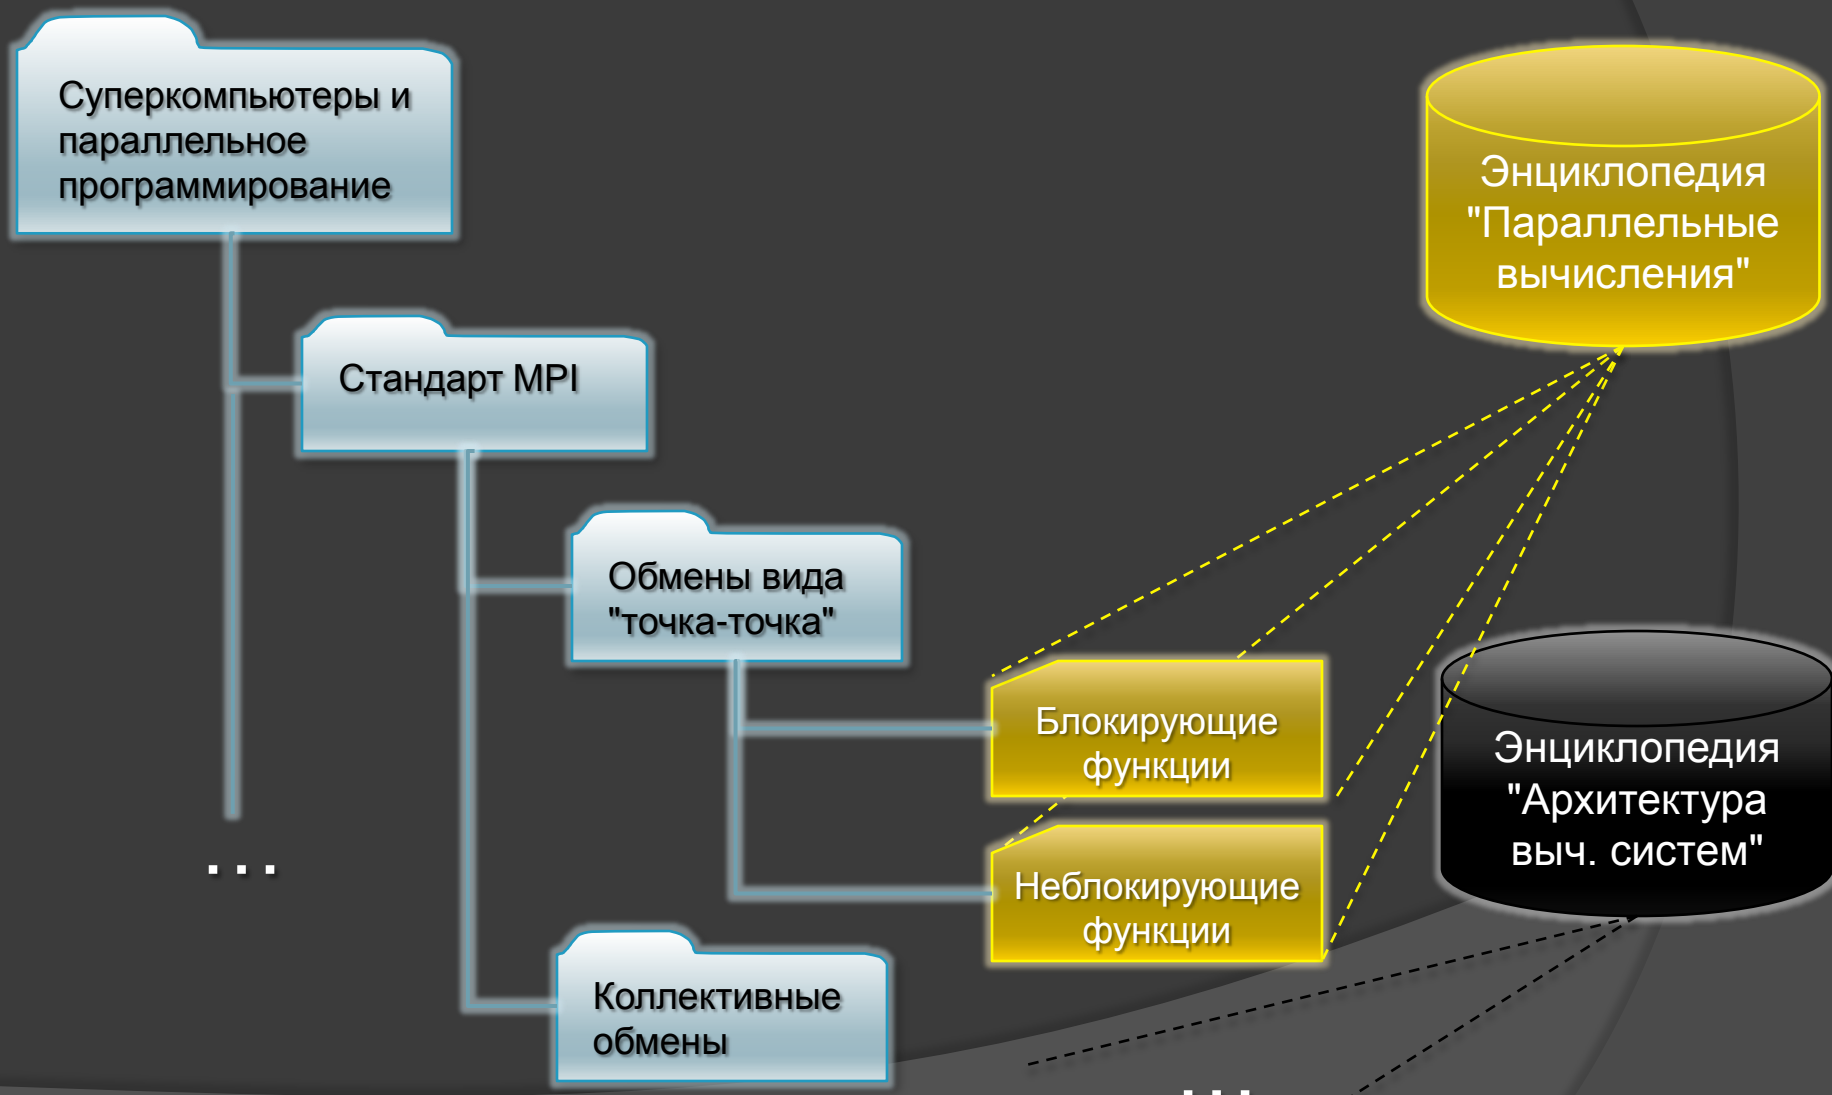 Суперкомпьютеры и
параллельное
программирование
Энциклопедия
"Параллельные
вычисления"
Стандарт MPI
Обмены вида
"точка-точка"
Блокирующие
функции
Энциклопедия
"Архитектура
выч. систем"
...
Неблокирующие
функции
Коллективные
обмены
...